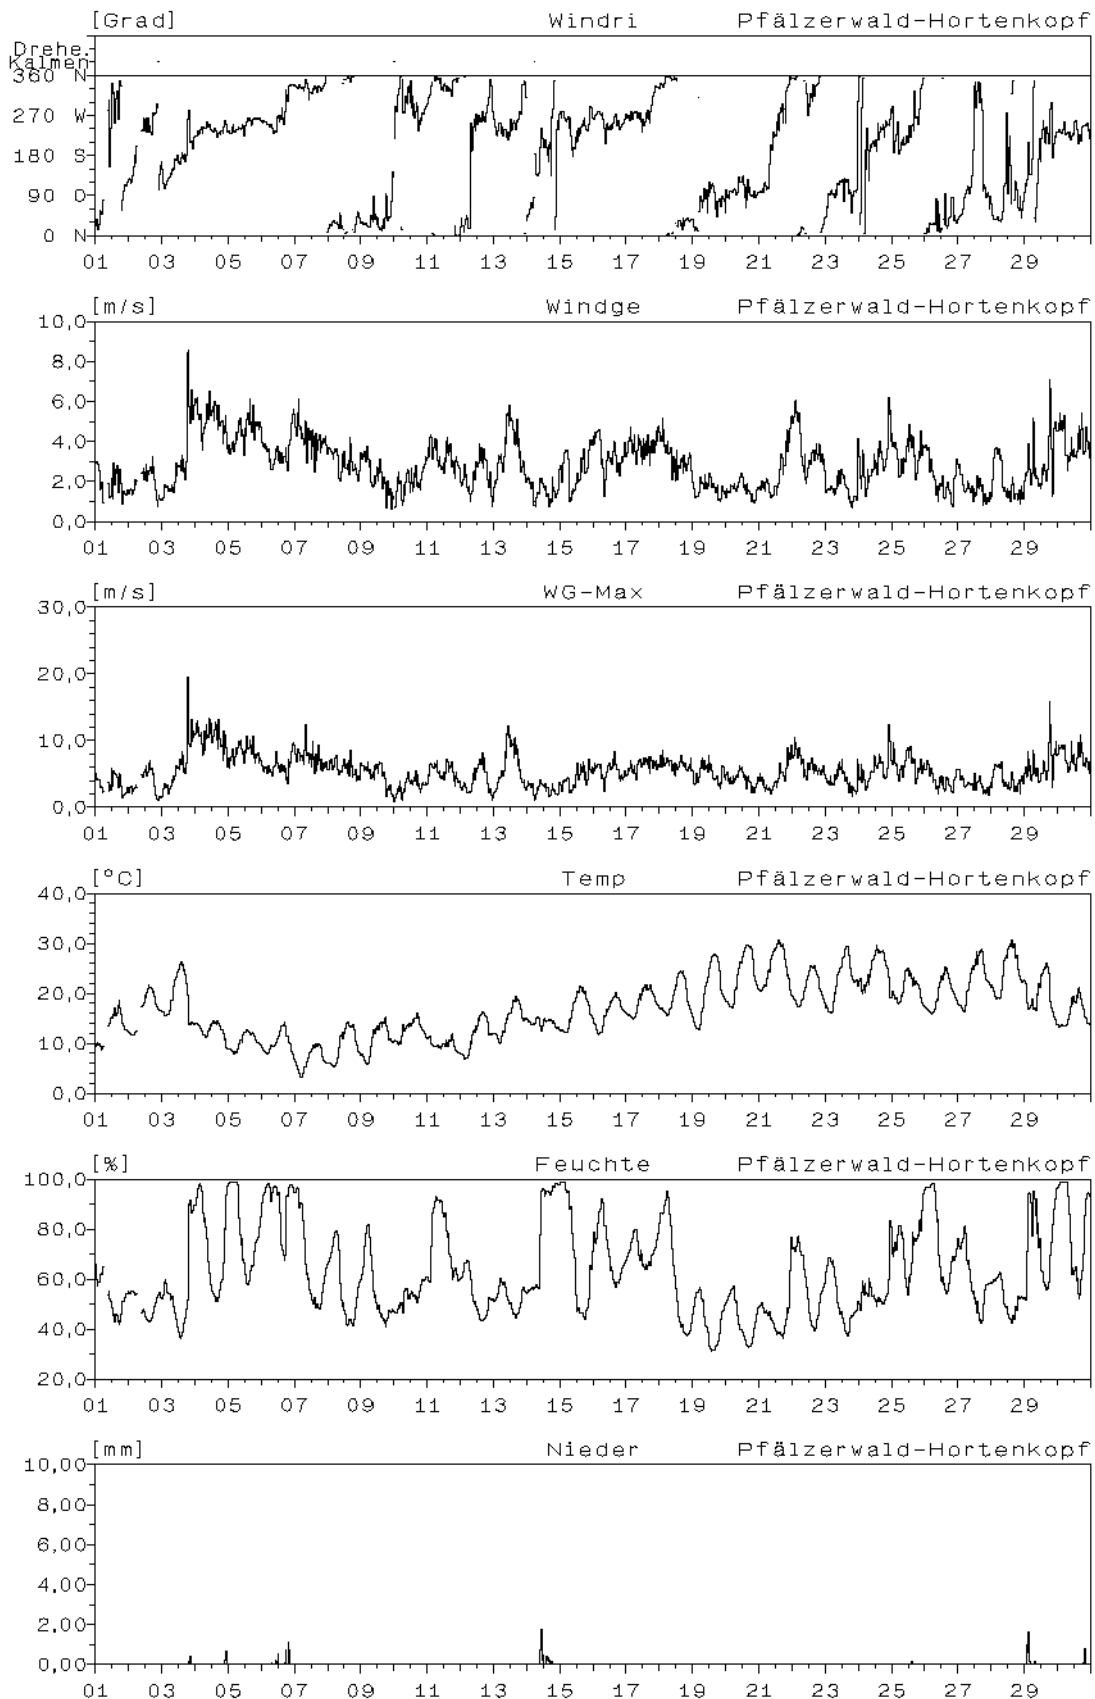 [Grad] Windri Pfälzerwald-Hortenkopf
Drehe.
Kalmen
360 N
270 W
180 S
90 O
0 N
01 03 05 07 09 11 13 15 17 19 21 23 25 27 29
[m/s] Windge Pfälzerwald-Hortenkopf
10,0
8,0
6,0
4,0
2,0
0,0
01 03 05 07 09 11 13 15 17 19 21 23 25 27 29
[m/s] WG-Max Pfälzerwald-Hortenkopf
30,0
20,0
10,0
0,0
01 03 05 07 09 11 13 15 17 19 21 23 25 27 29
[°C] Temp Pfälzerwald-Hortenkopf
40,0
30,0
20,0
10,0
0,0
01 03 05 07 09 11 13 15 17 19 21 23 25 27 29
[%] Feuchte Pfälzerwald-Hortenkopf
100,0
80,0
60,0
40,0
20,0
01 03 05 07 09 11 13 15 17 19 21 23 25 27 29
[mm] Nieder Pfälzerwald-Hortenkopf
10,00
8,00
6,00
4,00
2,00
0,00
01 03 05 07 09 11 13 15 17 19 21 23 25 27 29